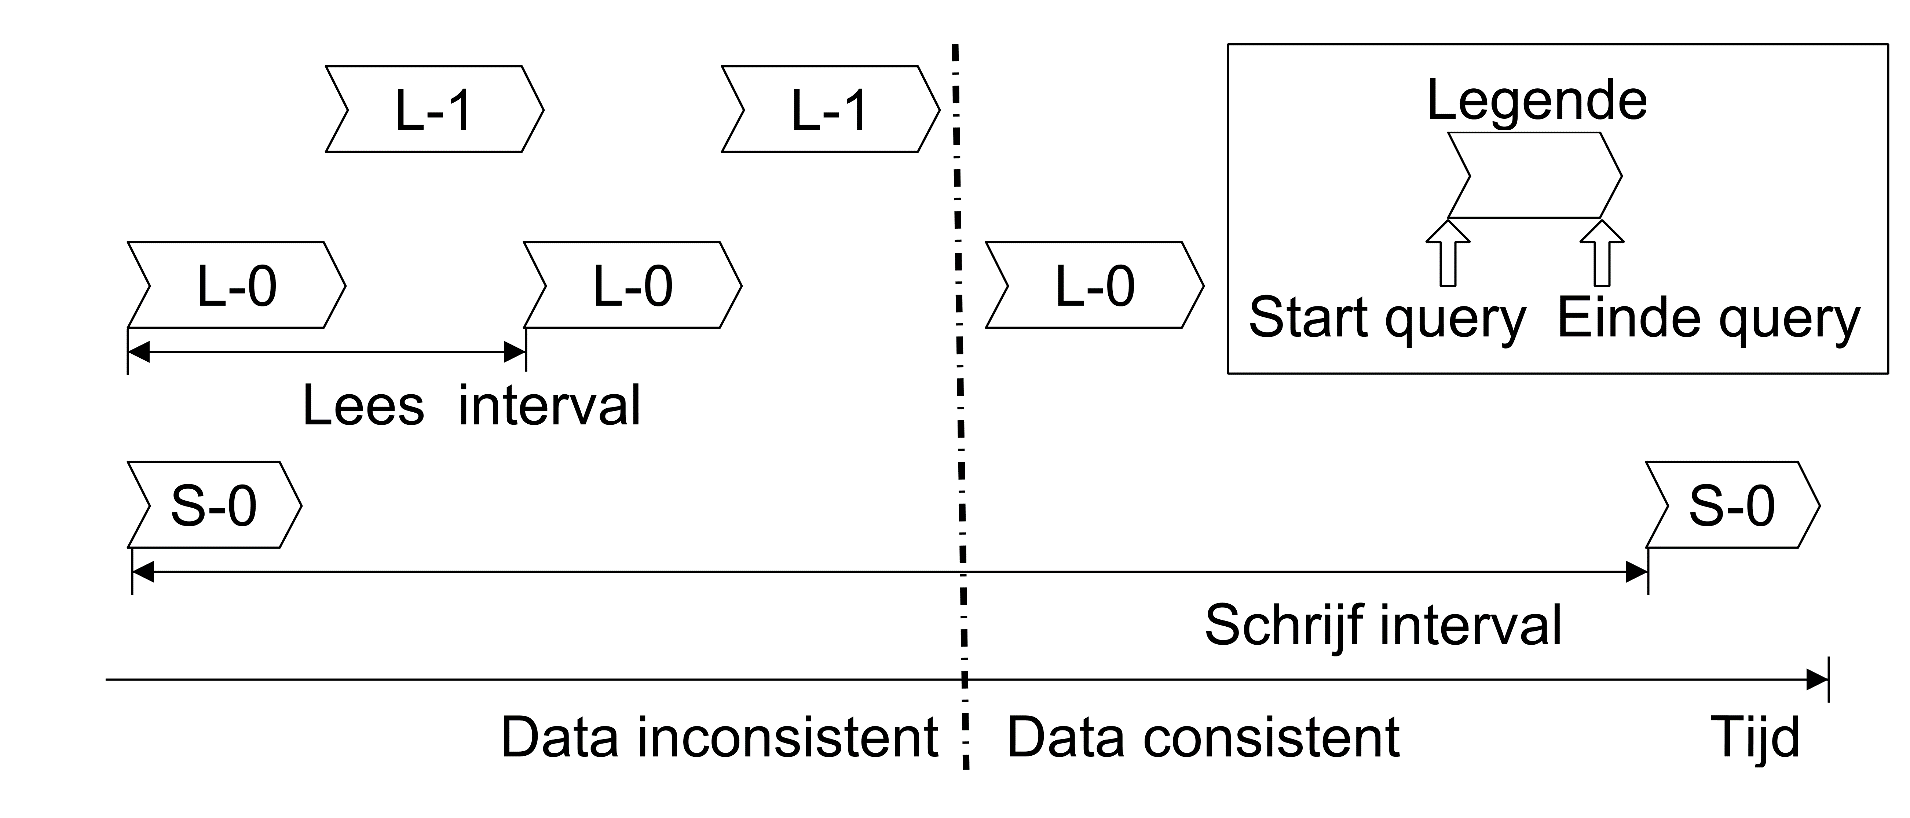 L-1 L-1
Legende
L-0 L-0 L-0
Start query Einde query
Lees interval
S-0 S-0
Schrijf interval
Data inconsistent Data consistent Tijd